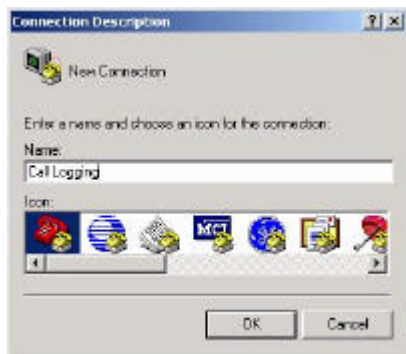 Connection Description
New Connection
Enter a name and choose an icon for the connection:
Name:
Call Logging
Icon:
MCI
OK
Cancel